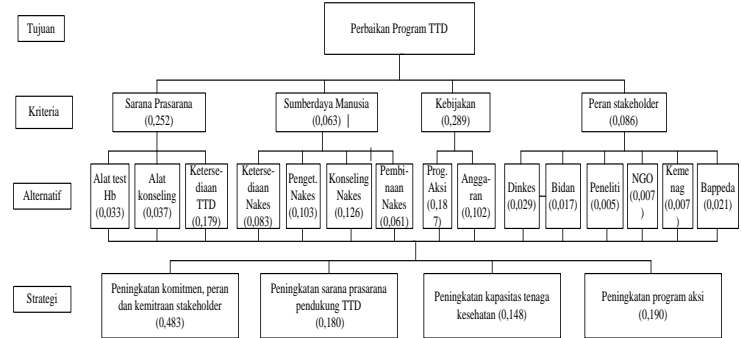 Tujuan
Perbaikan Program TTD
Kriteria
Sarana Prasarana
(0,252)
Sumberdaya Manusia
(0,063)
Kebijakan
(0,289)
Peran stakeholder
(0,086)
Alternatif
Alat test
Hb
(0,033)
Alat
konseling
(0,037)
Keterse-
diaan
TTD
(0,179)
Keterse-
diaan
Nakes
(0,083)
Penget.
Nakes
(0,103)
Konseling
Nakes
(0,126)
Pembi-
naan
Nakes
(0,061)
Prog.
Aksi
(0,18
7)
Angga-
ran
(0,102)
Dinkes
(0,029)
Bidan
(0,017)
Peneliti
(0,005)
NGO
(0,007
)
Keme
nag
(0,007
)
Bappeda
(0,021)
Strategi
Peningkatan komitmen, peran
dan kemitraan stakeholder
(0,483)
Peningkatan sarana prasarana
pendukung TTD
(0,180)
Peningkatan kapasitas tenaga
kesehatan (0,148)
Peningkatan program aksi
(0,190)